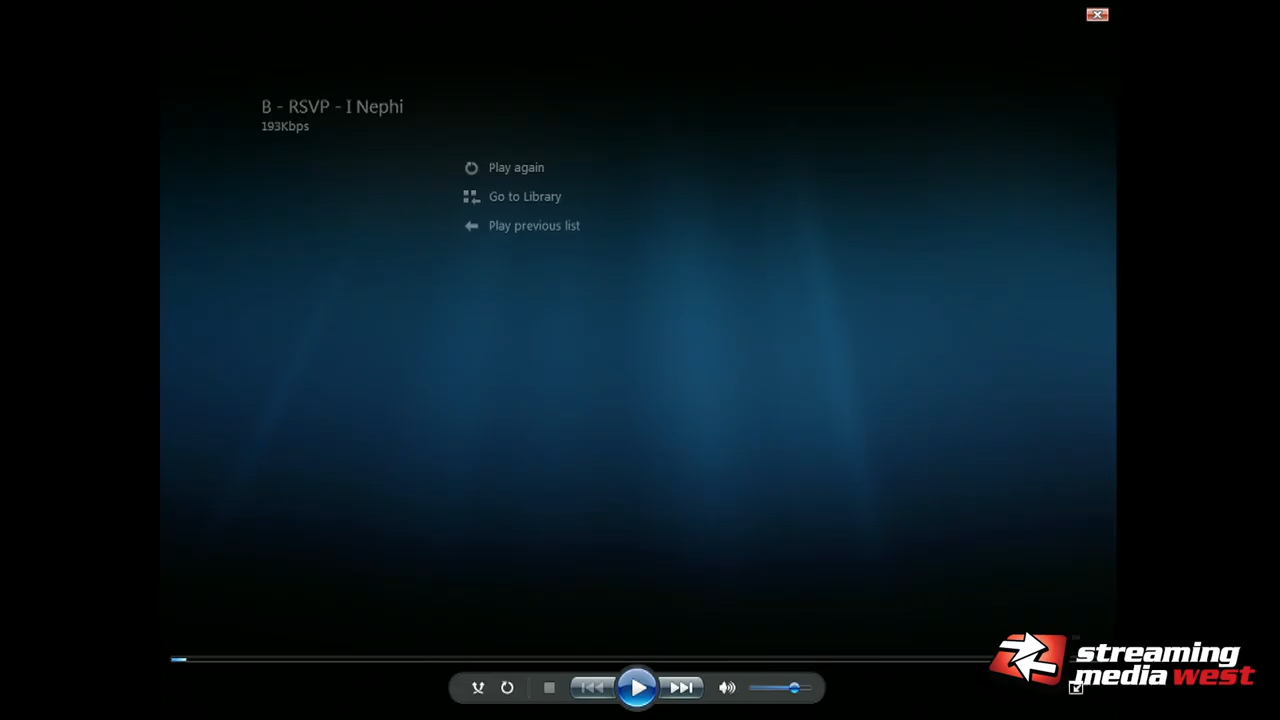 B - RSVP - I Nephi
193Kbps
Play again
Go to Library
Play previous list
streaming
media west